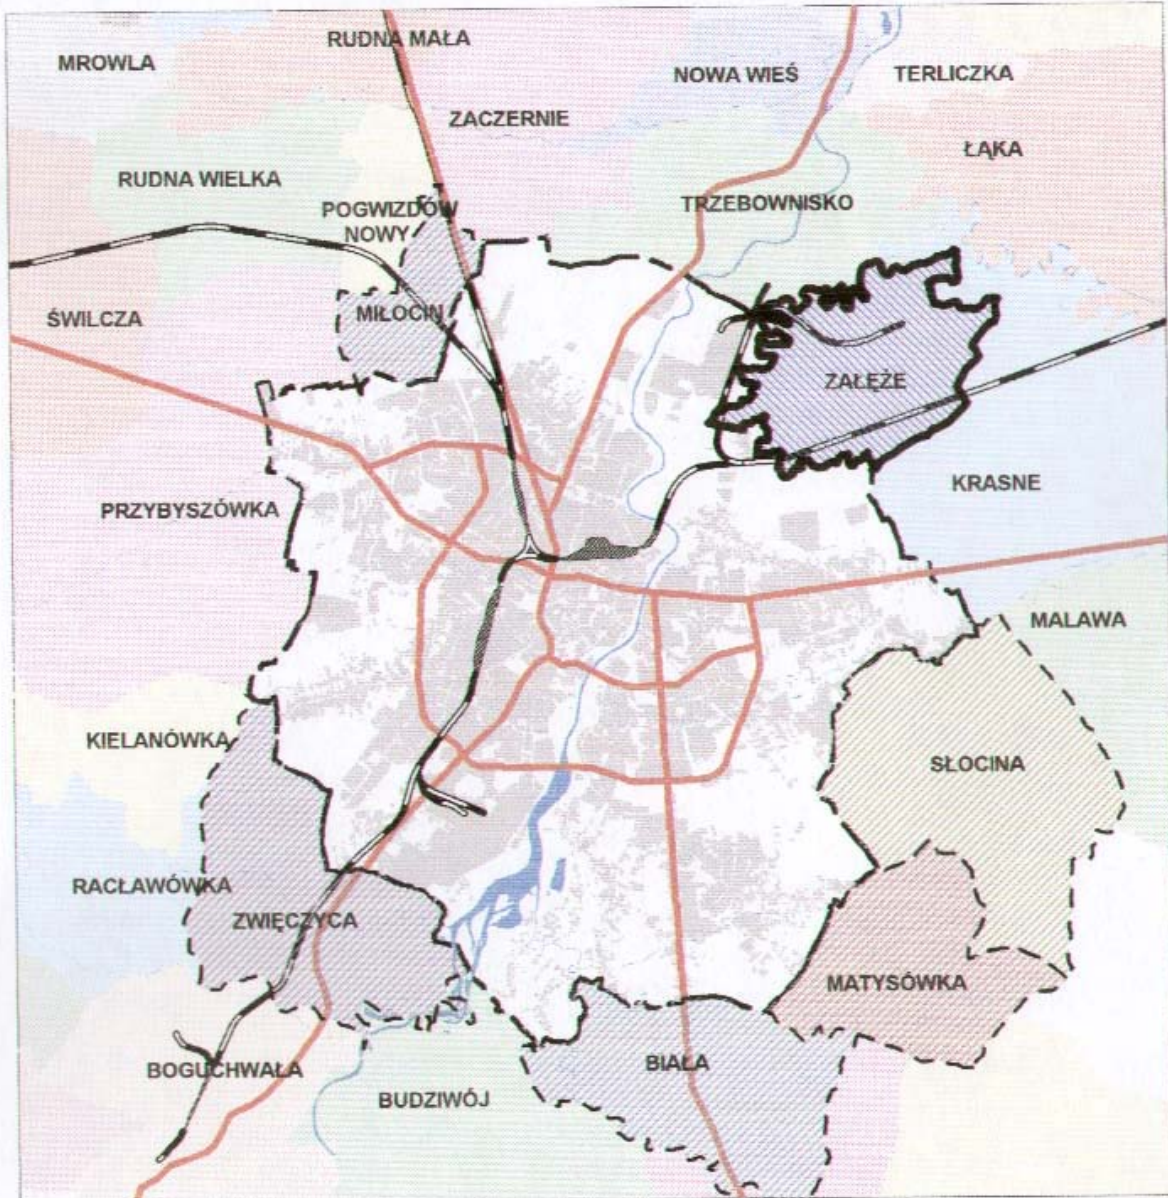 RUDNA MAŁA
MROWLA
NOWA WIEŚ
TERLICZKA
ZACZERNIE
ŁĄKA
RUDNA WIELKA
TRZEBOWNISKO
POGWIZDÓW
NOWY
MIŁOCIN
ŚWILCZA
ZAŁĘŻE
KRASNE
PRZYBYSZÓWKA
MALAWA
KIELANÓWKA
SŁOCINA
RACŁAWÓWKA
ZWIĘCZYCA
MATYSÓWKA
BIAŁA
BOGUCHWAŁA
BUDZIWÓJ